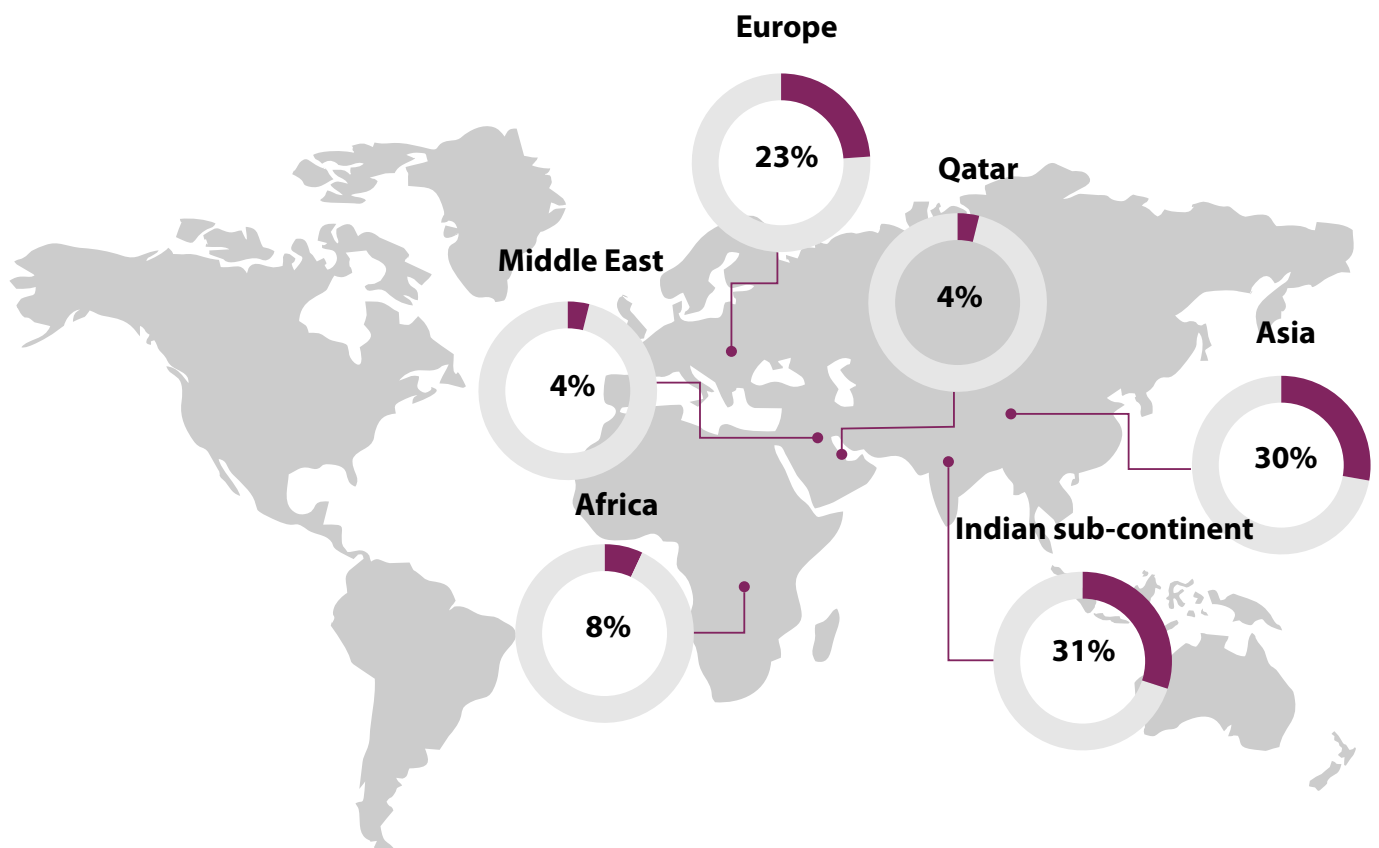 Europe
23%
Qatar
4%
Middle East
4%
Asia
30%
Africa
8%
Indian sub-continent
31%